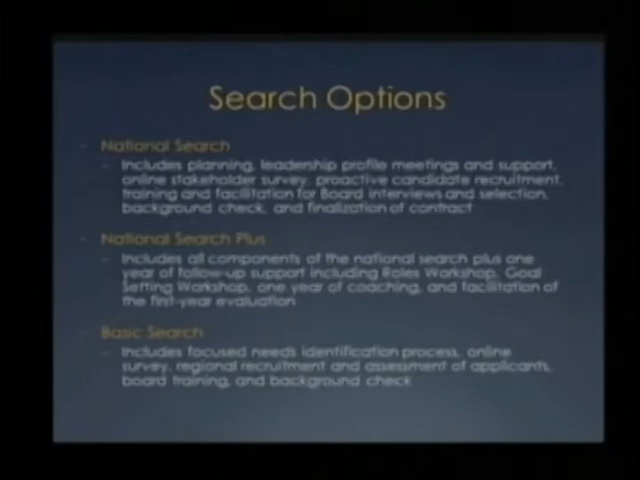 Search Options
- National Search
- Includes planning, leadership profile meetings and support,
online stakeholder survey, proactive candidate recruitment,
training and facilitation for Board interviews and selection,
background check, and finalization of contract
- National Search Plus
- Includes all components of the national search plus one
year of follow-up support including Roles Workshop, Goal
Setting Workshop, one year of coaching, and facilitation of
the first-year evaluation
- Basic Search
- Includes focused needs identification process, online
survey, regional recruitment and assessment of applicants,
board training, and background check